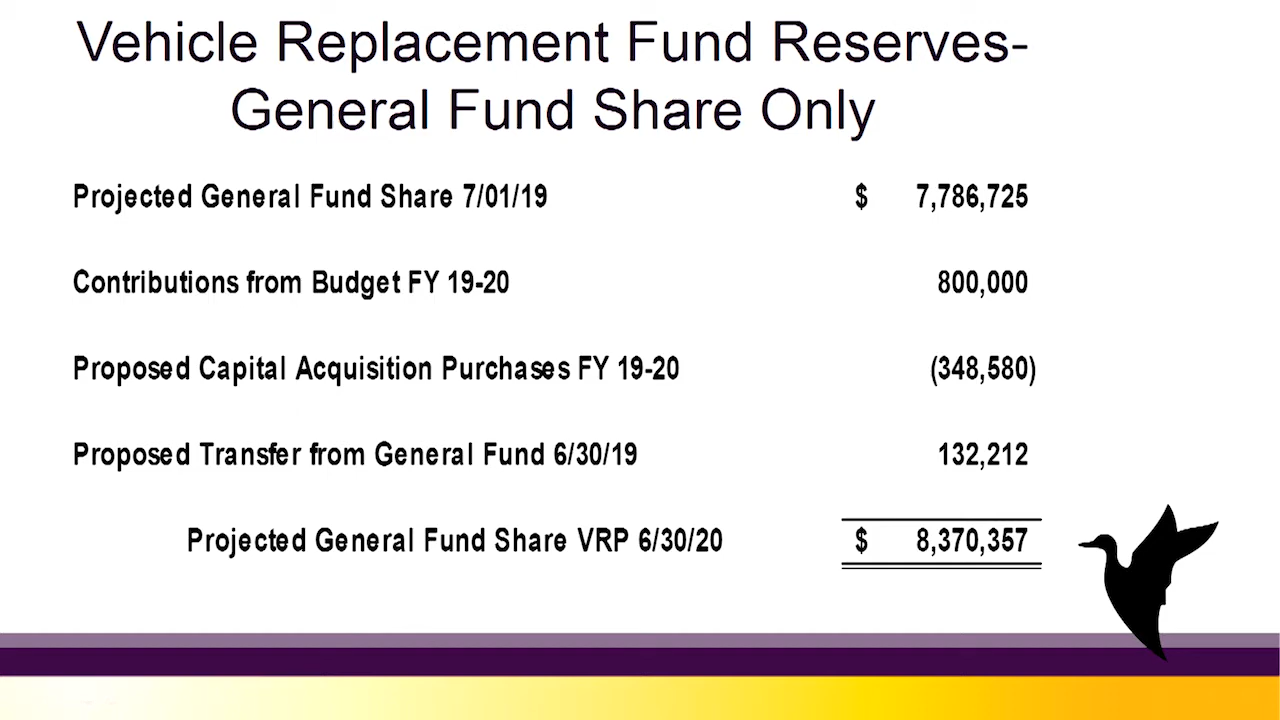 Vehicle Replacement Fund Reserves-
General Fund Share Only
Projected General Fund Share 7/01/19 $ 7,786,725
Contributions from Budget FY 19-20 800,000
Proposed Capital Acquisition Purchases FY 19-20 (348,580)
Proposed Transfer from General Fund 6/30/19 132,212
Projected General Fund Share VRP 6/30/20 $ 8,370,357